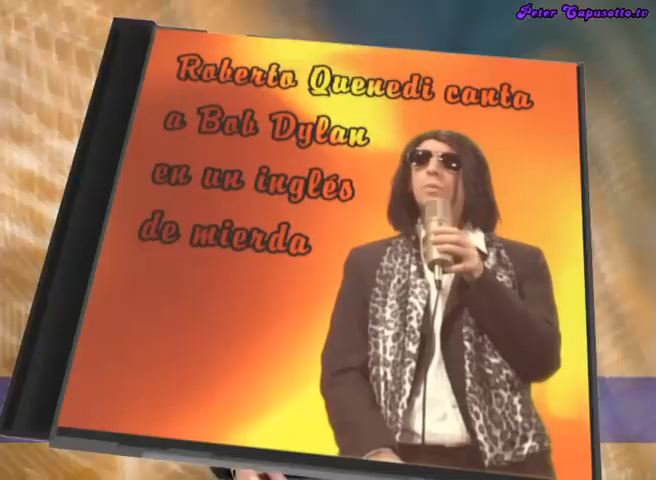 Peter Capusotto.tv
Roberto Quenedi canta
a Bob Dylan
en un inglés
de mierda